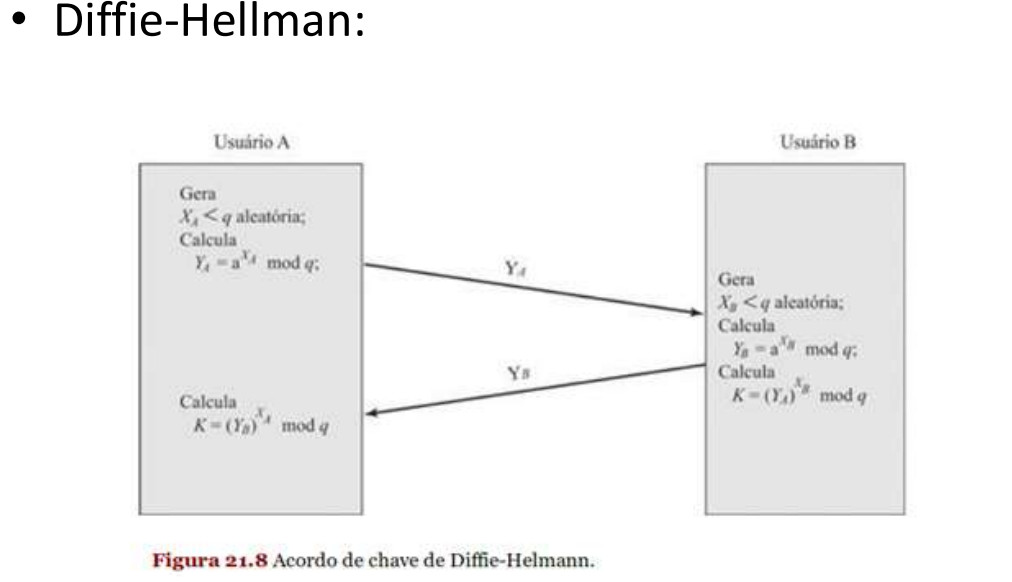 • Diffie-Hellman:
Usuário A
Gera
X_A < q aleatória;
Calcula
Y_A = a^{X_A} mod q;
Calcula
K = (Y_B)^{X_A} mod q
Y_A
Y_B
Usuário B
Gera
X_B < q aleatória;
Calcula
Y_B = a^{X_B} mod q;
Calcula
K = (Y_A)^{X_B} mod q
Figura 21.8 Acordo de chave de Diffie-Helmann.